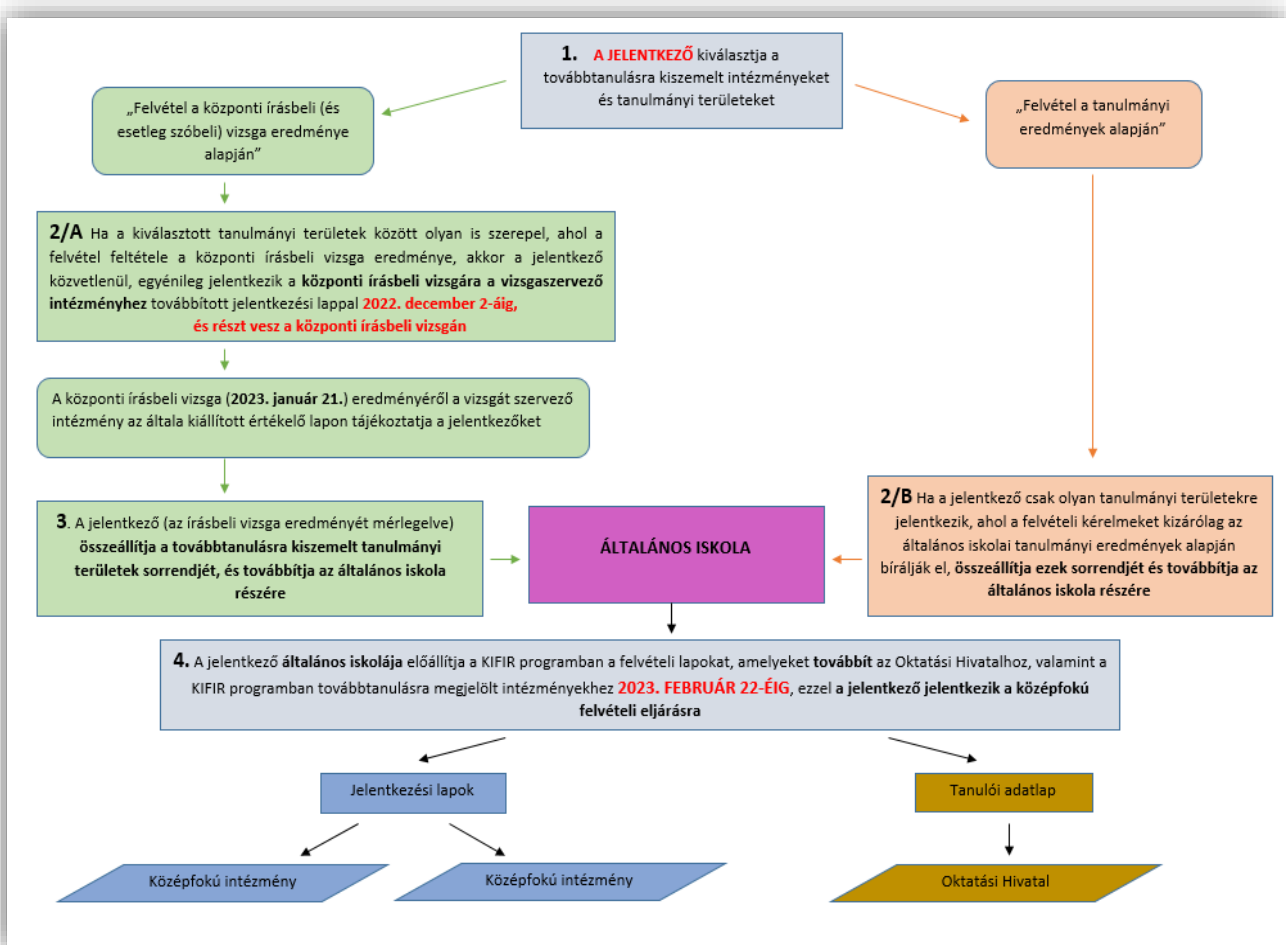 1. A JELENTKEZŐ kiválasztja a
továbbtanulásra kiszemelt intézményeket
és tanulmányi területeket
„Felvétel a központi írásbeli (és
esetleg szóbeli) vizsga eredménye
alapján”
„Felvétel a tanulmányi
eredmények alapján”
2/A Ha a kiválasztott tanulmányi területek között olyan is szerepel, ahol a
felvétel feltétele a központi írásbeli vizsga eredménye, akkor a jelentkező
közvetlenül, egyénileg jelentkezik a központi írásbeli vizsgára a vizsgaszervező
intézményhez továbbított jelentkezési lappal 2022. december 2-áig,
és részt vesz a központi írásbeli vizsgán
A központi írásbeli vizsga (2023. január 21.) eredményéről a vizsgát szervező
intézmény az általa kiállított értékelő lapon tájékoztatja a jelentkezőket
3. A jelentkező (az írásbeli vizsga eredményét mérlegelve)
összeállítja a továbbtanulásra kiszemelt tanulmányi
területek sorrendjét, és továbbítja az általános iskola
részére
ÁLTALÁNOS ISKOLA
2/B Ha a jelentkező csak olyan tanulmányi területekre
jelentkezik, ahol a felvételi kérelmeket kizárólag az
általános iskolai tanulmányi eredmények alapján
bírálják el, összeállítja ezek sorrendjét és továbbítja az
általános iskola részére
4. A jelentkező általános iskolája előállítja a KIFIR programban a felvételi lapokat, amelyeket továbbít az Oktatási Hivatalhoz, valamint a
KIFIR programban továbbtanulásra megjelölt intézményekhez 2023. FEBRUÁR 22-ÉIG, ezzel a jelentkező jelentkezik a középfokú
felvételi eljárásra
Jelentkezési lapok
Tanulói adatlap
Középfokú intézmény
Középfokú intézmény
Oktatási Hivatal